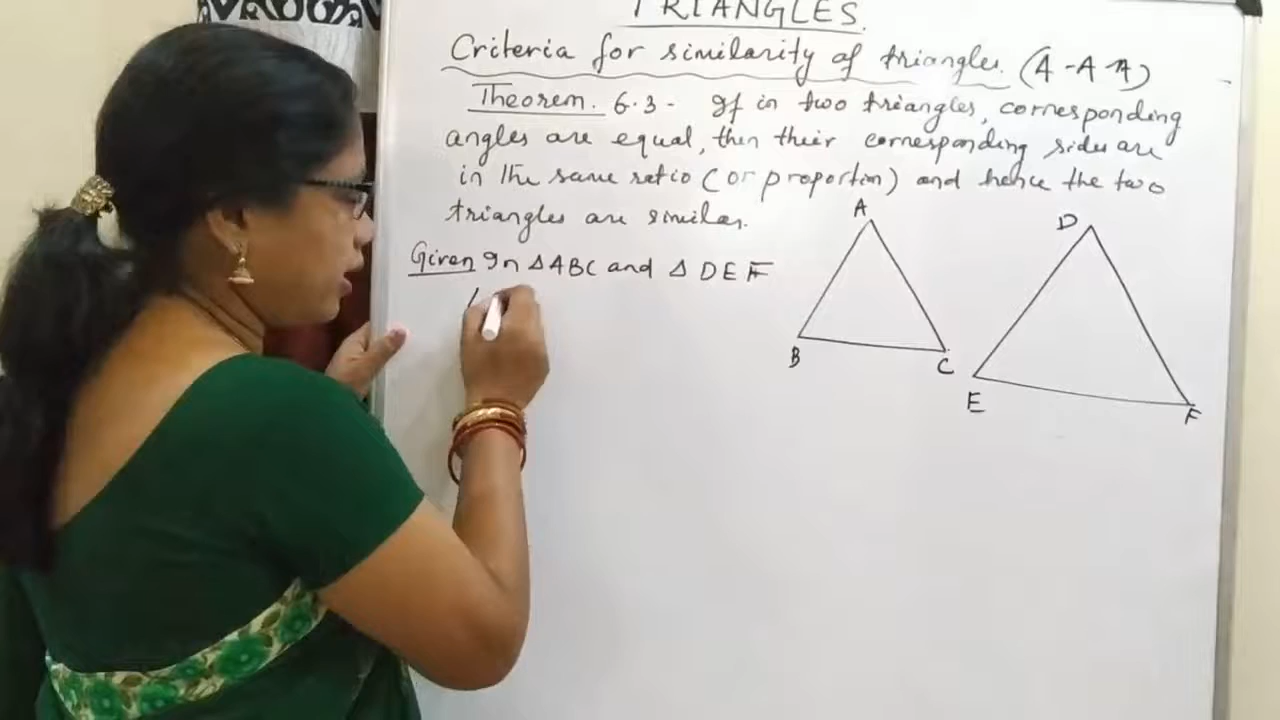 TRIANGLES.
Criteria for similarity of triangles. (A-A-A)
Theorem. 6.3- If in two triangles, corresponding
angles are equal, then their corresponding sides are
in the same ratio (or proportion) and hence the two
triangles are similar.
Given In △ABC and △ DEF
∠
A
B
C
D
E
F